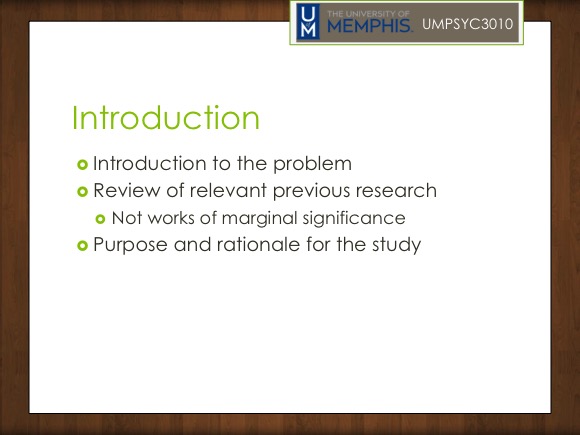 UM
THE UNIVERSITY OF
MEMPHIS.
UMPSYC3010
Introduction
Introduction to the problem
Review of relevant previous research
Not works of marginal significance
Purpose and rationale for the study